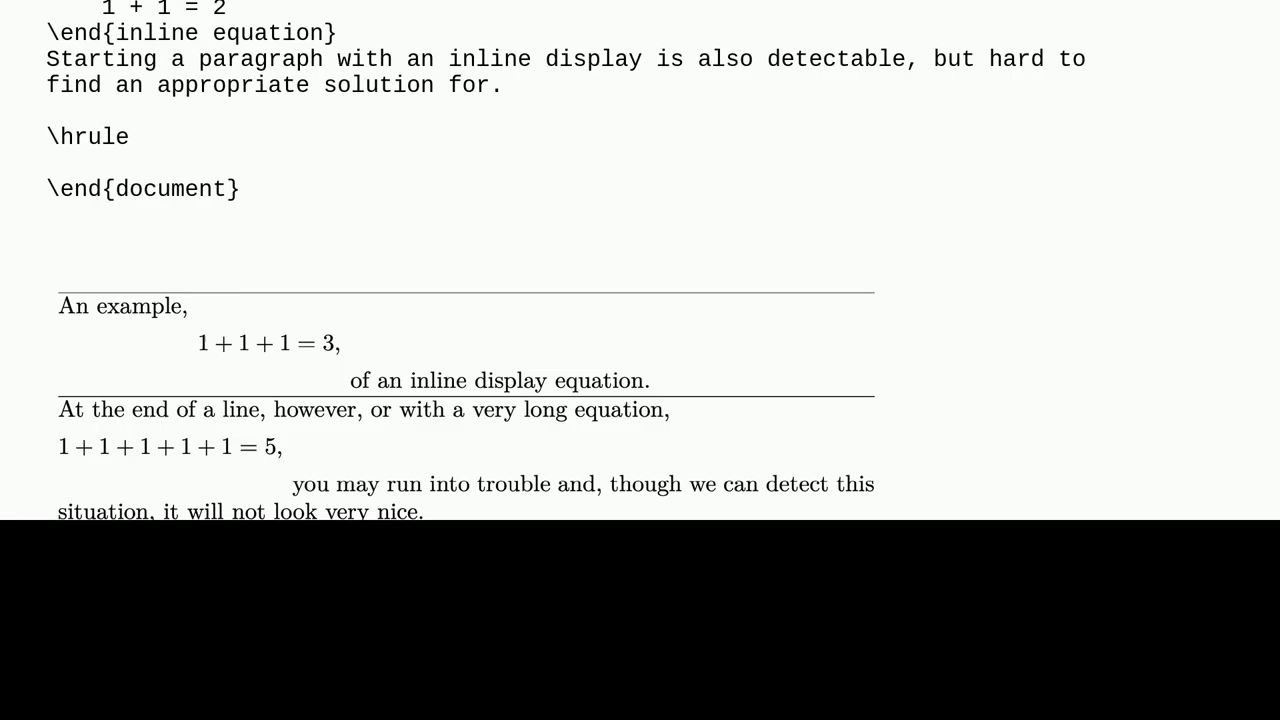 1 + 1 = 2
\end{inline equation}
Starting a paragraph with an inline display is also detectable, but hard to
find an appropriate solution for.
\hrule
\end{document}
An example,
1 + 1 + 1 = 3,
of an inline display equation.
At the end of a line, however, or with a very long equation,
1 + 1 + 1 + 1 + 1 = 5,
you may run into trouble and, though we can detect this
situation, it will not look very nice.